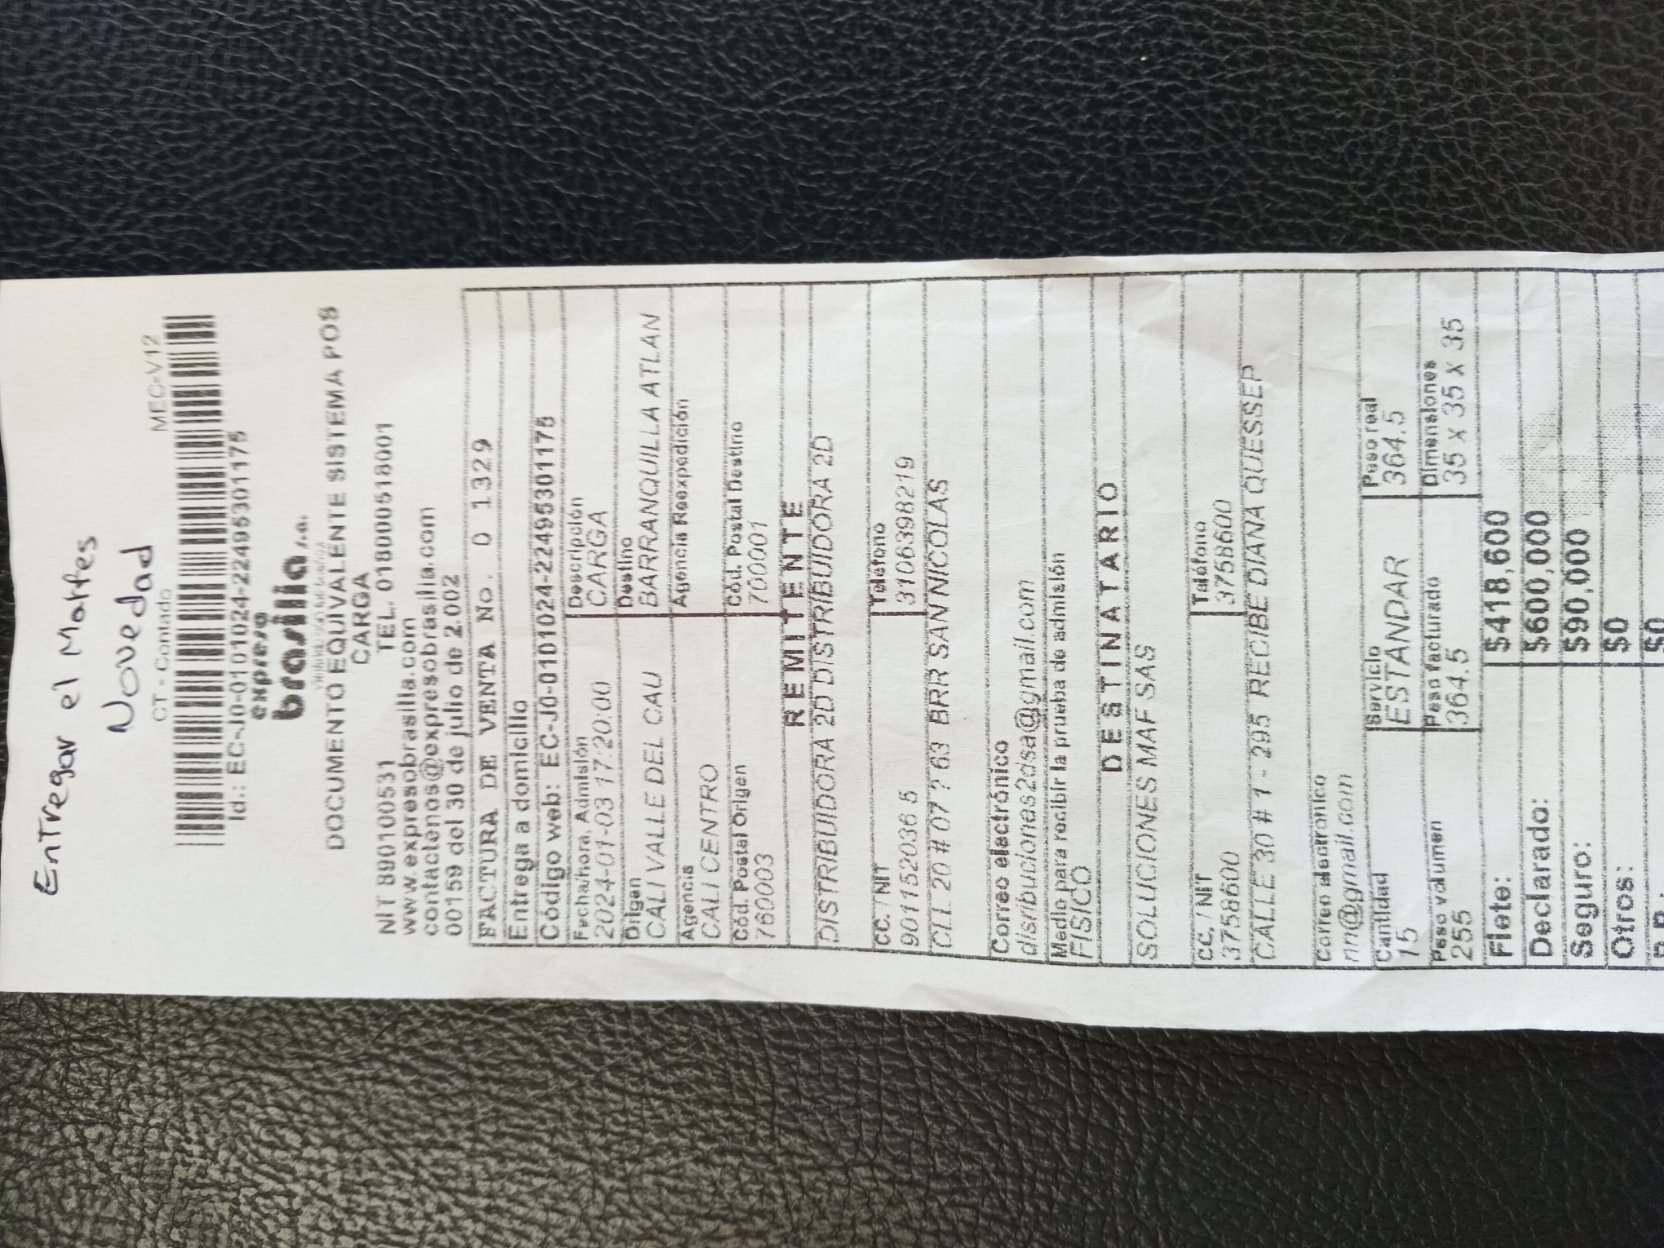 Entregar el Martes
Novedad
CT - Contado MEC-V/12
Id.: EC-J0-0101024-22495301175
expreso
brasilia s.a.
DOCUMENTO EQUIVALENTE SISTEMA POS
CARGA
NIT 890100531 TEL. 018000518001
www.expresobrasilia.com
contactenos@expresobrasilia.com
00159 del 30 de julio de 2.002
FACTURA DE VENTA No. 0 1329
Entrega a domicilio
Código web: EC-J0-0101024-22495301175
Fecha/hora, Admisión Descripción
2024-01-03 17:20:00 CARGA
Origen Destino
CALI VALLE DEL CAU BARRANQUILLA ATLAN
Agencia Agencia Reexpedición
CALI CENTRO
Cód. Postal Origen Cód. Postal Destino
760003 700001
REMITENTE
DISTRIBUIDORA 2D DISTRIBUIDORA 2D
CC. / NIT Teléfono
901152036 5 3106398219
CLL 20 # 07 ? 63 BRR SAN NICOLAS
Correo electrónico
disribuciones2dsa@gmail.com
Medio para recibir la prueba de admisión
FISICO
DESTINATARIO
SOLUCIONES MAF SAS
CC. / NIT Teléfono
3758600 3758600
CALLE 30 # 1 - 295 RECIBE DIANA QUESSEP
Correo electrónico
nn@gmail.com
Cantidad Servicio Peso real
15 ESTANDAR 364.5
Peso volumen Peso facturado Dimensiones
255 364.5 35 x 35 x 35
Flete: $418,600
Declarado: $600,000
Seguro: $90,000
Otros: $0
$0